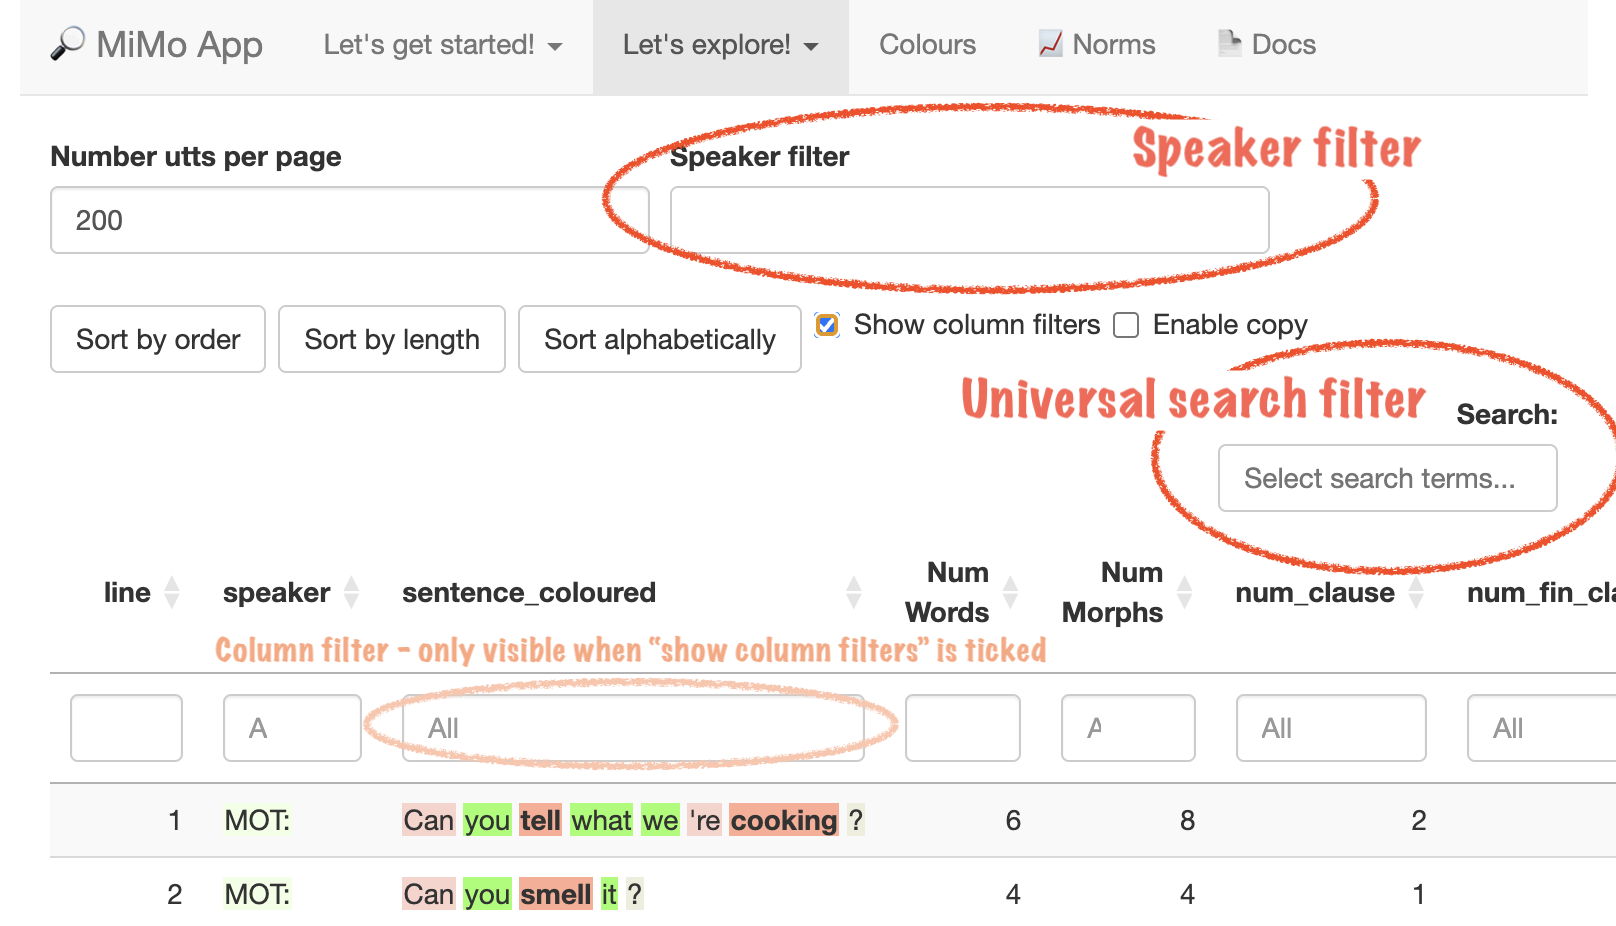 MiMo App Let's get started! Let's explore! Colours Norms Docs
Number utts per page Speaker filter Speaker filter
200
Sort by order Sort by length Sort alphabetically Show column filters Enable copy
Universal search filter Search:
Select search terms...
line speaker sentence_coloured Num Words Num Morphs num_clause num_fin_cla
Column filter - only visible when “show column filters” is ticked
A All A All All
1 MOT: Can you tell what we 're cooking ? 6 8 2
2 MOT: Can you smell it ? 4 4 1